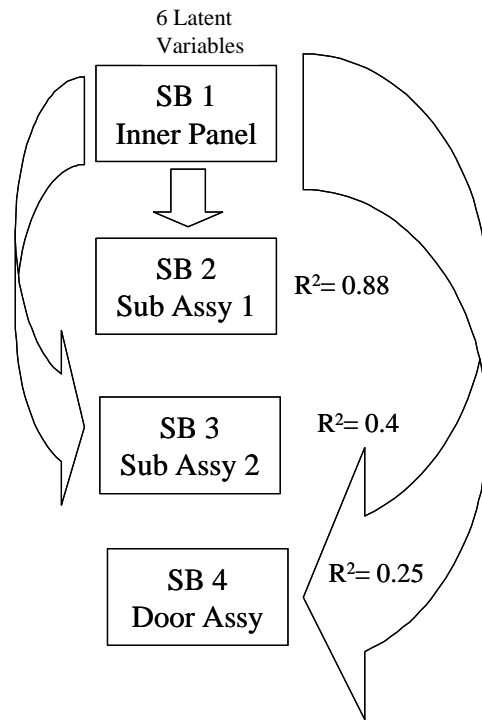 6 Latent
Variables
SB 1
Inner Panel
SB 2
Sub Assy 1
R²= 0.88
SB 3
Sub Assy 2
R²= 0.4
SB 4
Door Assy
R²= 0.25